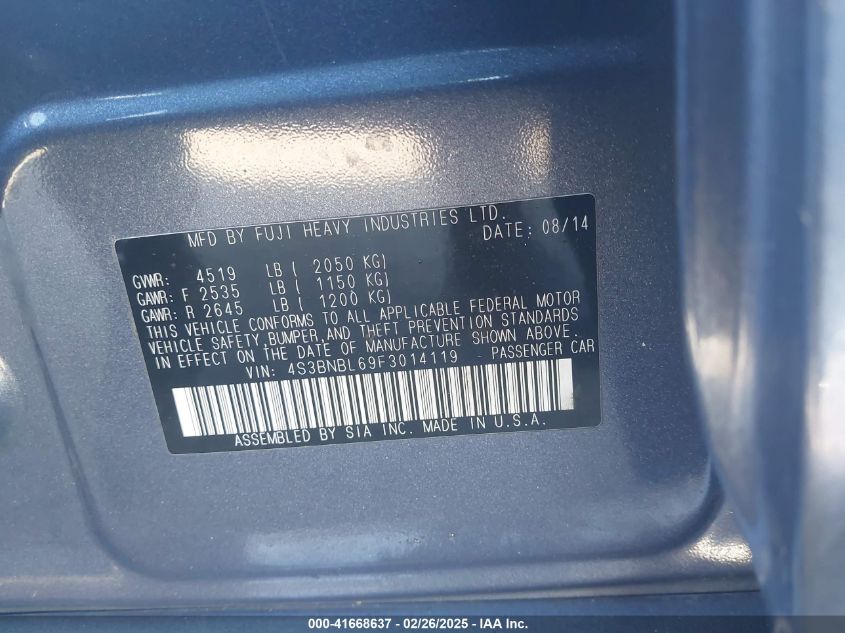 MFD BY FUJI HEAVY INDUSTRIES LTD.
DATE: 08/14
GVWR: 4519 LB ( 2050 KG)
GAWR: F 2535 LB ( 1150 KG)
GAWR: R 2645 LB ( 1200 KG)
THIS VEHICLE CONFORMS TO ALL APPLICABLE FEDERAL MOTOR
VEHICLE SAFETY,BUMPER,AND THEFT PREVENTION STANDARDS
IN EFFECT ON THE DATE OF MANUFACTURE SHOWN ABOVE.
VIN: 4S3BNBL69F3014119 - PASSENGER CAR
ASSEMBLED BY SIA INC. MADE IN U.S.A.
000-41668637 - 02/26/2025 - IAA Inc.